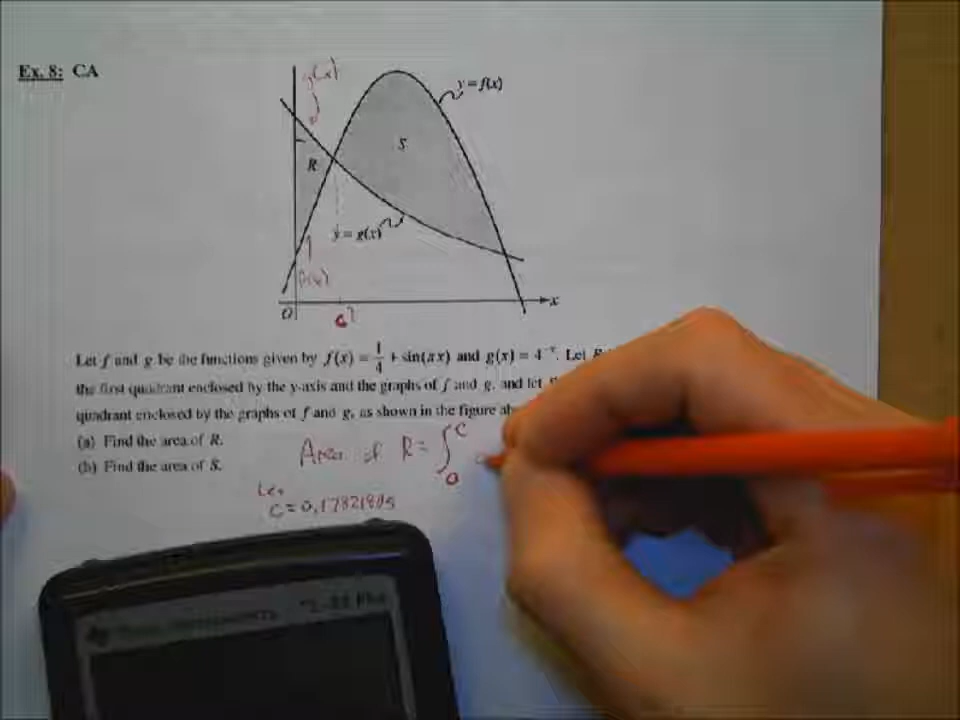 Ex. 8: CA
g(x)
y = f(x)
S
R
y = g(x)
f(x)
O
c?
x
Let f and g be the functions given by f(x) = 1/4 + sin(πx) and g(x) = 4^-x. Let
the first quadrant enclosed by the y-axis and the graphs of f and g, and let
quadrant enclosed by the graphs of f and g, as shown in the figure
(a) Find the area of R.
(b) Find the area of S.
Area of R = ∫ c
0
Let